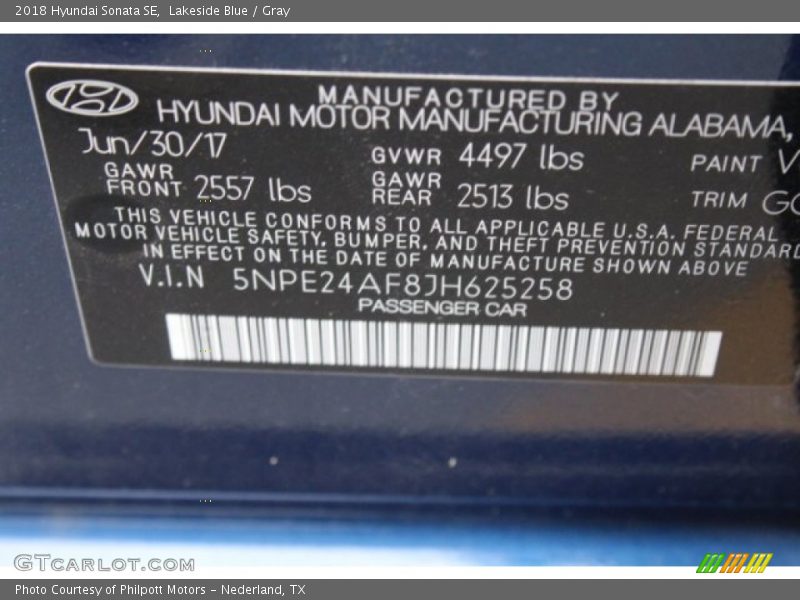 2018 Hyundai Sonata SE,  Lakeside Blue / Gray
MANUFACTURED BY
HYUNDAI MOTOR MANUFACTURING ALABAMA,
Jun/30/17
GVWR 4497 lbs
PAINT
GAWR FRONT 2557 lbs
GAWR REAR 2513 lbs
TRIM
THIS VEHICLE CONFORMS TO ALL APPLICABLE U.S.A. FEDERAL
MOTOR VEHICLE SAFETY, BUMPER, AND THEFT PREVENTION STANDARD
IN EFFECT ON THE DATE OF MANUFACTURE SHOWN ABOVE
V.I.N 5NPE24AF8JH625258
PASSENGER CAR
GTCARLOT.COM
Photo Courtesy of Philpott Motors - Nederland, TX